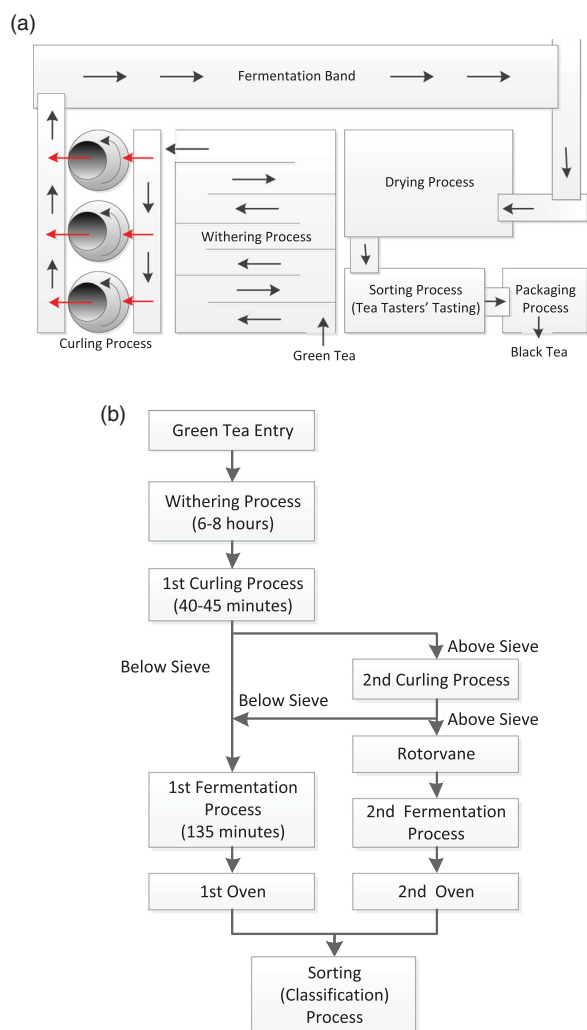 (a)
Fermentation Band
Drying Process
Withering Process
Sorting Process
(Tea Tasters' Tasting)
Packaging
Process
Curling Process
Green Tea
Black Tea
(b)
Green Tea Entry
Withering Process
(6-8 hours)
1st Curling Process
(40-45 minutes)
Above Sieve
Below Sieve
2nd Curling Process
Below Sieve
Above Sieve
Rotorvane
1st Fermentation
Process
(135 minutes)
2nd Fermentation
Process
1st Oven
2nd Oven
Sorting
(Classification)
Process